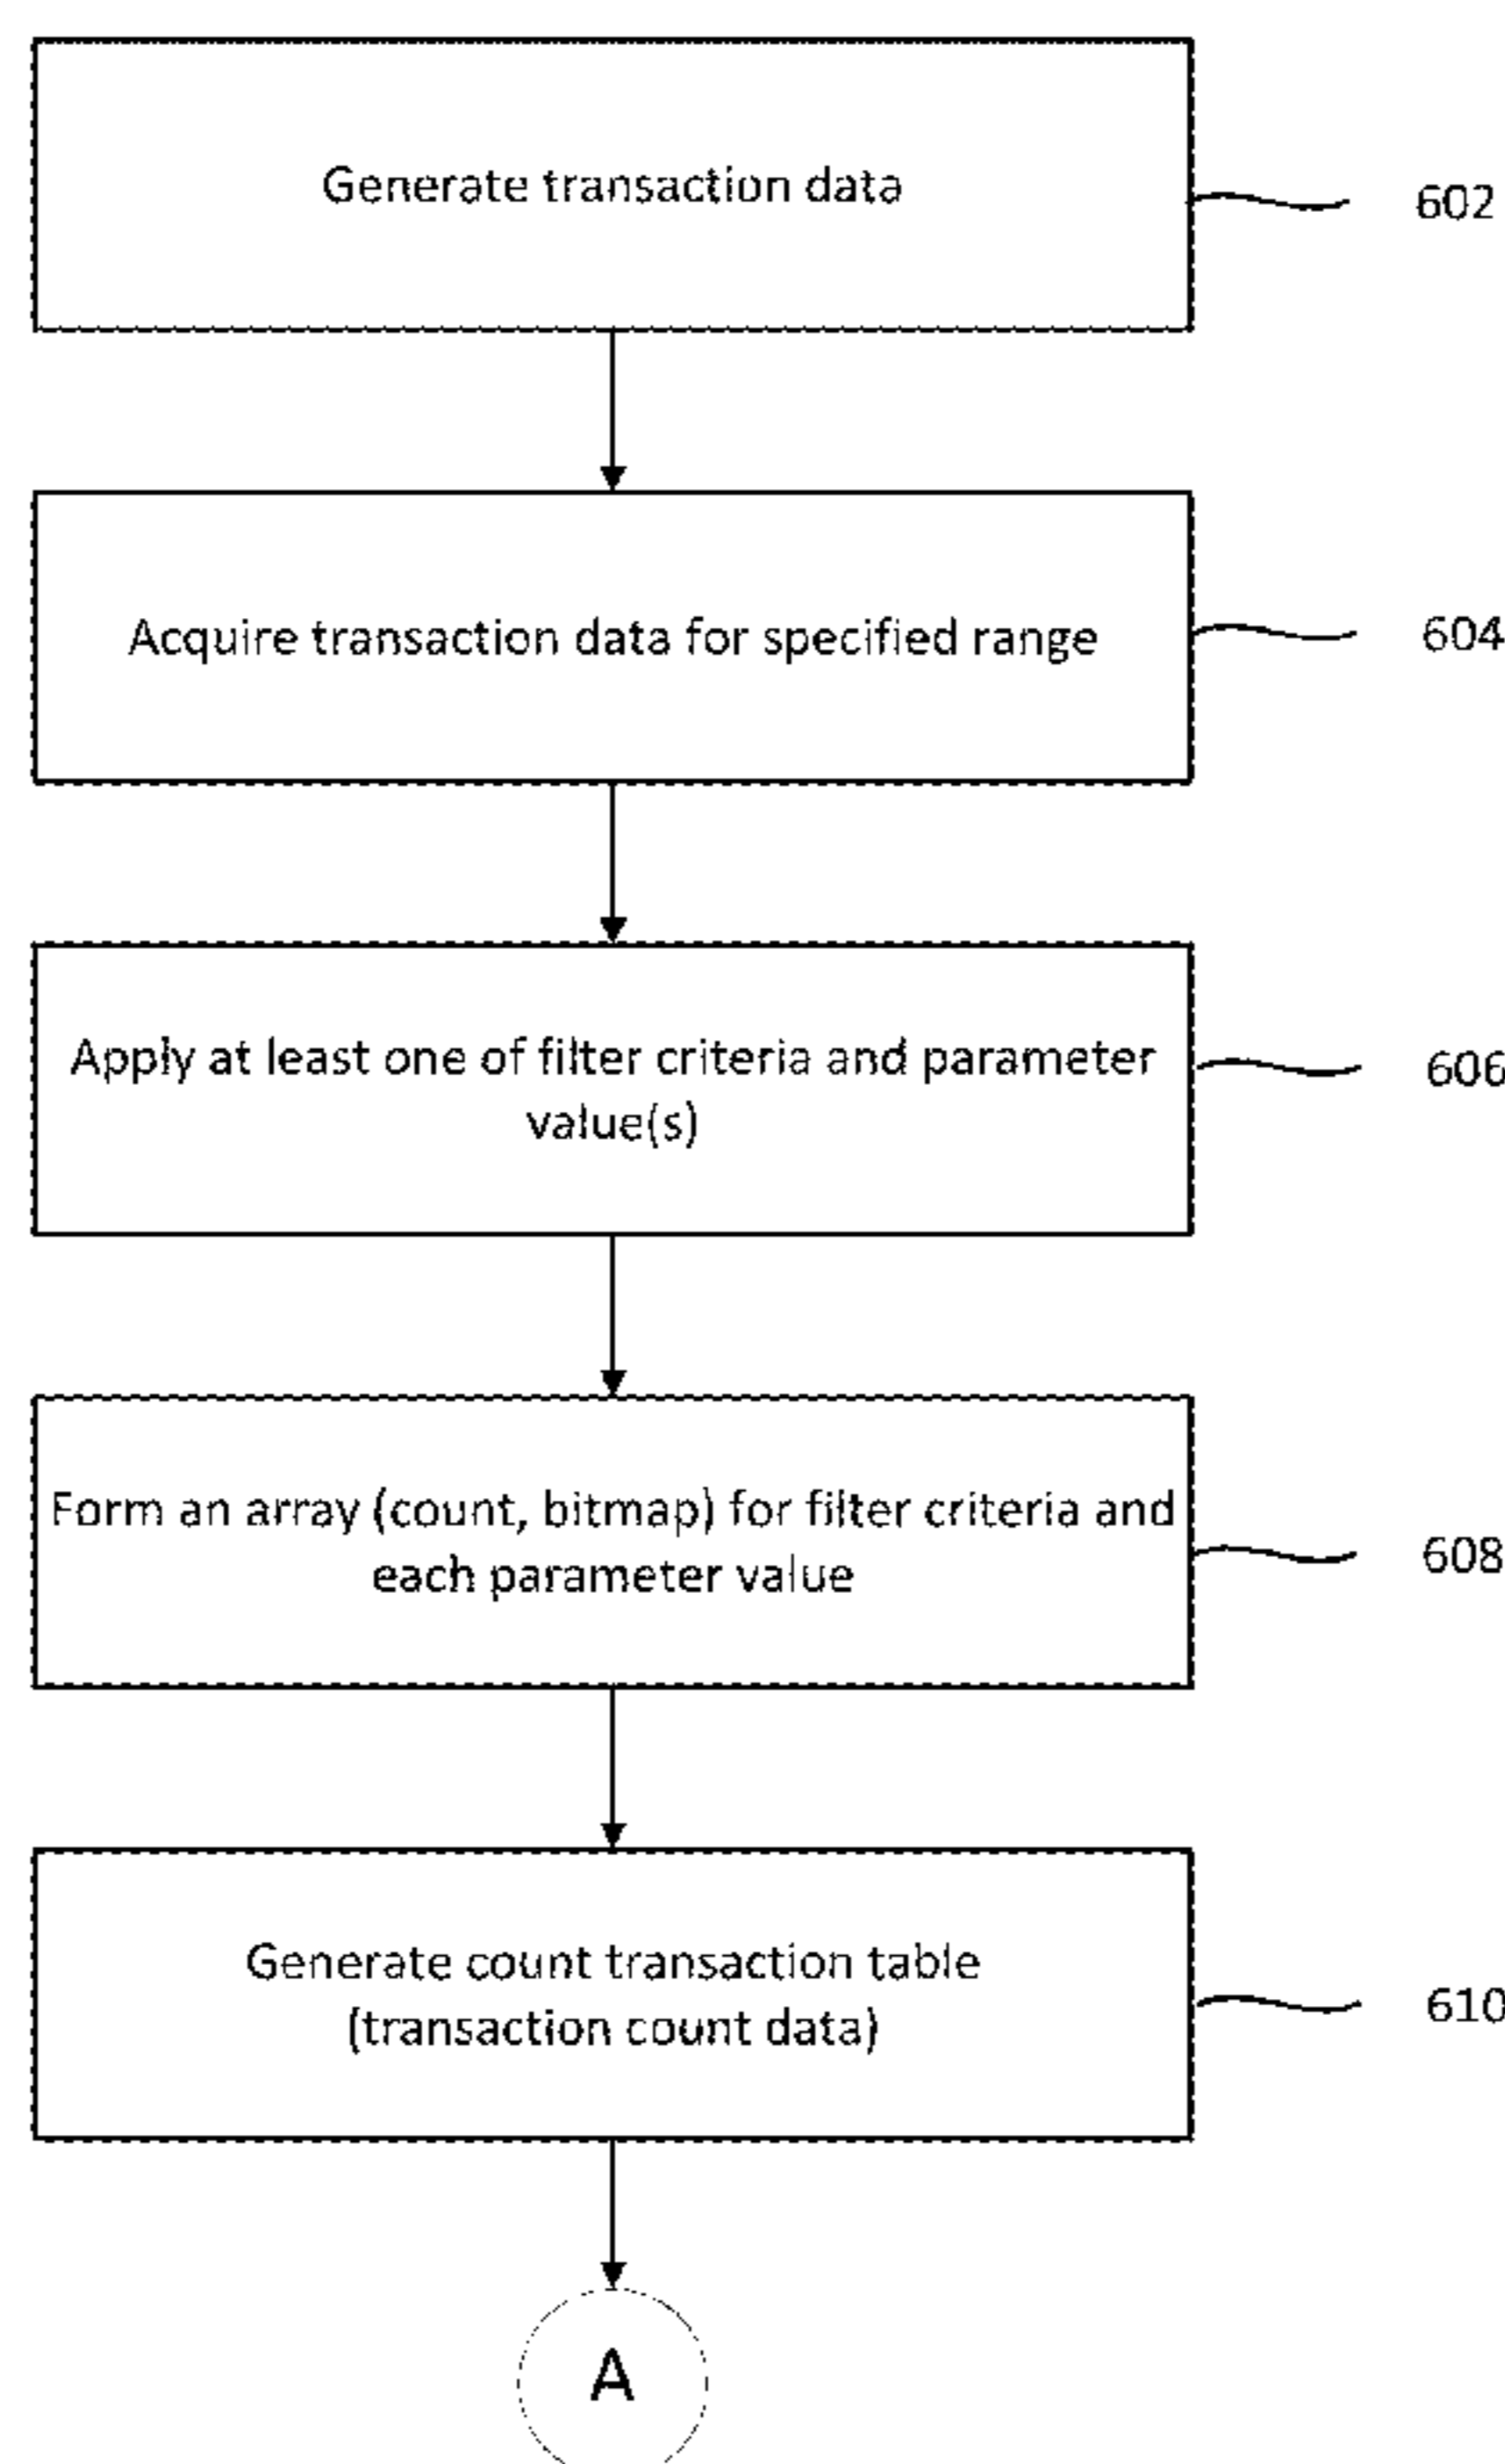 Generate transaction data
602
Acquire transaction data for specified range
604
Apply at least one of filter criteria and parameter
value(s)
606
Form an array (count, bitmap) for filter criteria and
each parameter value
608
Generate count transaction table
(transaction count data)
610
A